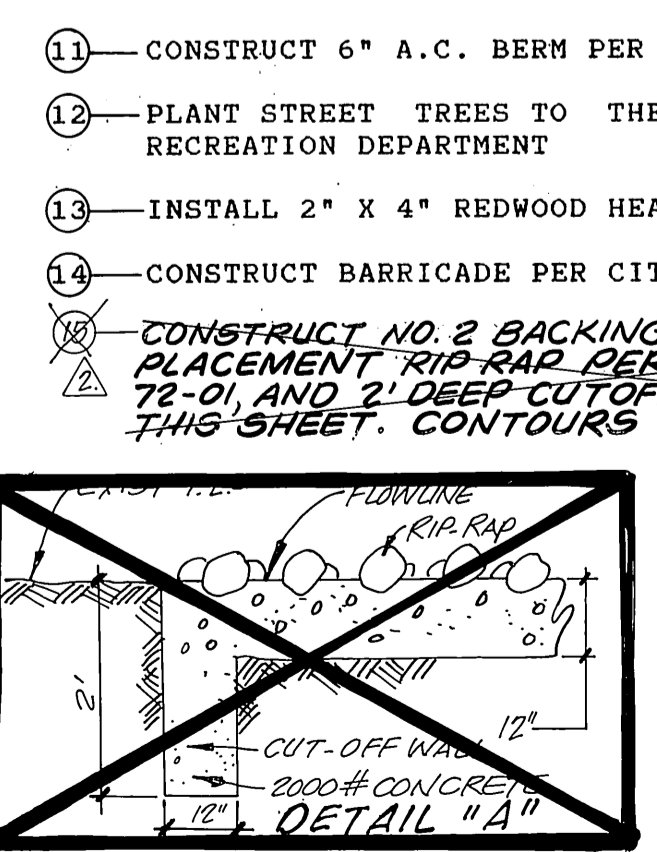 11 CONSTRUCT 6" A.C. BERM PER
12 PLANT STREET TREES TO THE
RECREATION DEPARTMENT
13 INSTALL 2" X 4" REDWOOD HEA
14 CONSTRUCT BARRICADE PER CIT
15 CONSTRUCT NO. 2 BACKING
2. PLACEMENT RIP RAP PER
72-01, AND 2' DEEP CUTOF
THIS SHEET. CONTOURS
EXIST
FLOWLINE
RIP-RAP
2'
12"
CUT-OFF WALL
2000# CONCRETE
12"
DETAIL "A"